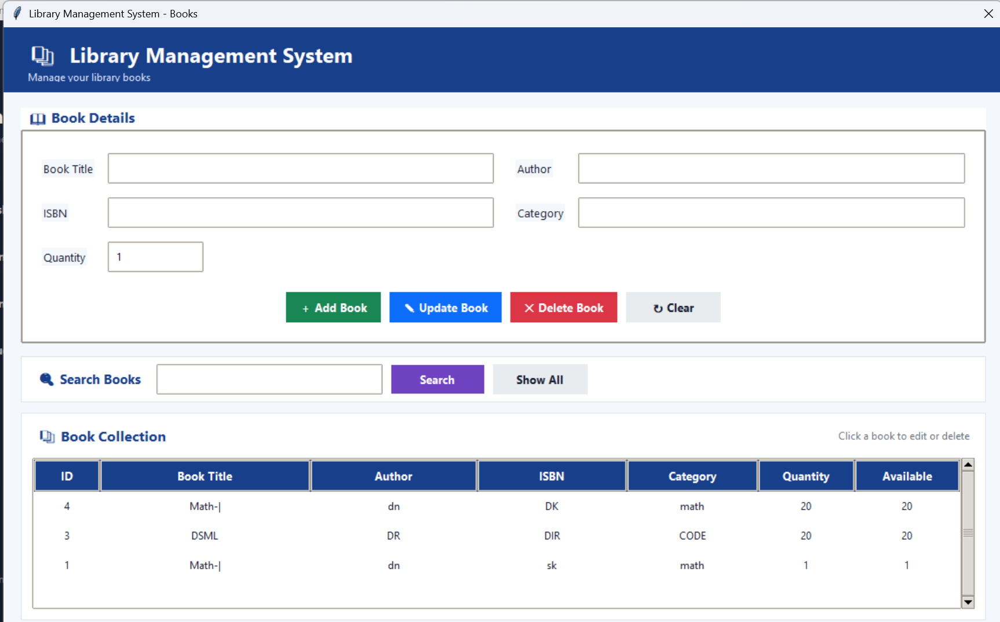 Library Management System - Books
Library Management System
Manage your library books
Book Details
Book Title
Author
ISBN
Category
Quantity 1
+ Add Book Update Book × Delete Book ↻ Clear
Search Books Search Show All
Book Collection Click a book to edit or delete
ID Book Title Author ISBN Category Quantity Available
4 Math-| dn DK math 20 20
3 DSML DR DIR CODE 20 20
1 Math-| dn sk math 1 1